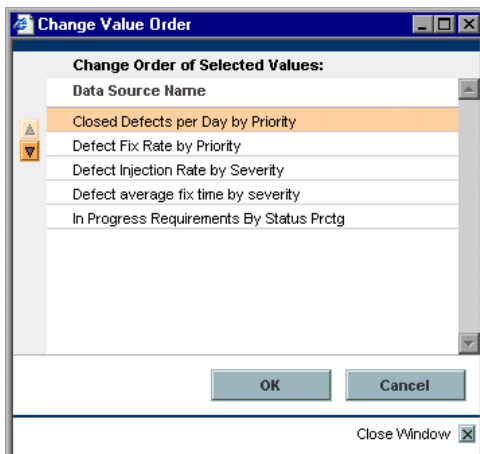 Change Value Order
Change Order of Selected Values:
Data Source Name
Closed Defects per Day by Priority
Defect Fix Rate by Priority
Defect Injection Rate by Severity
Defect average fix time by severity
In Progress Requirements By Status Prctg
OK Cancel
Close Window